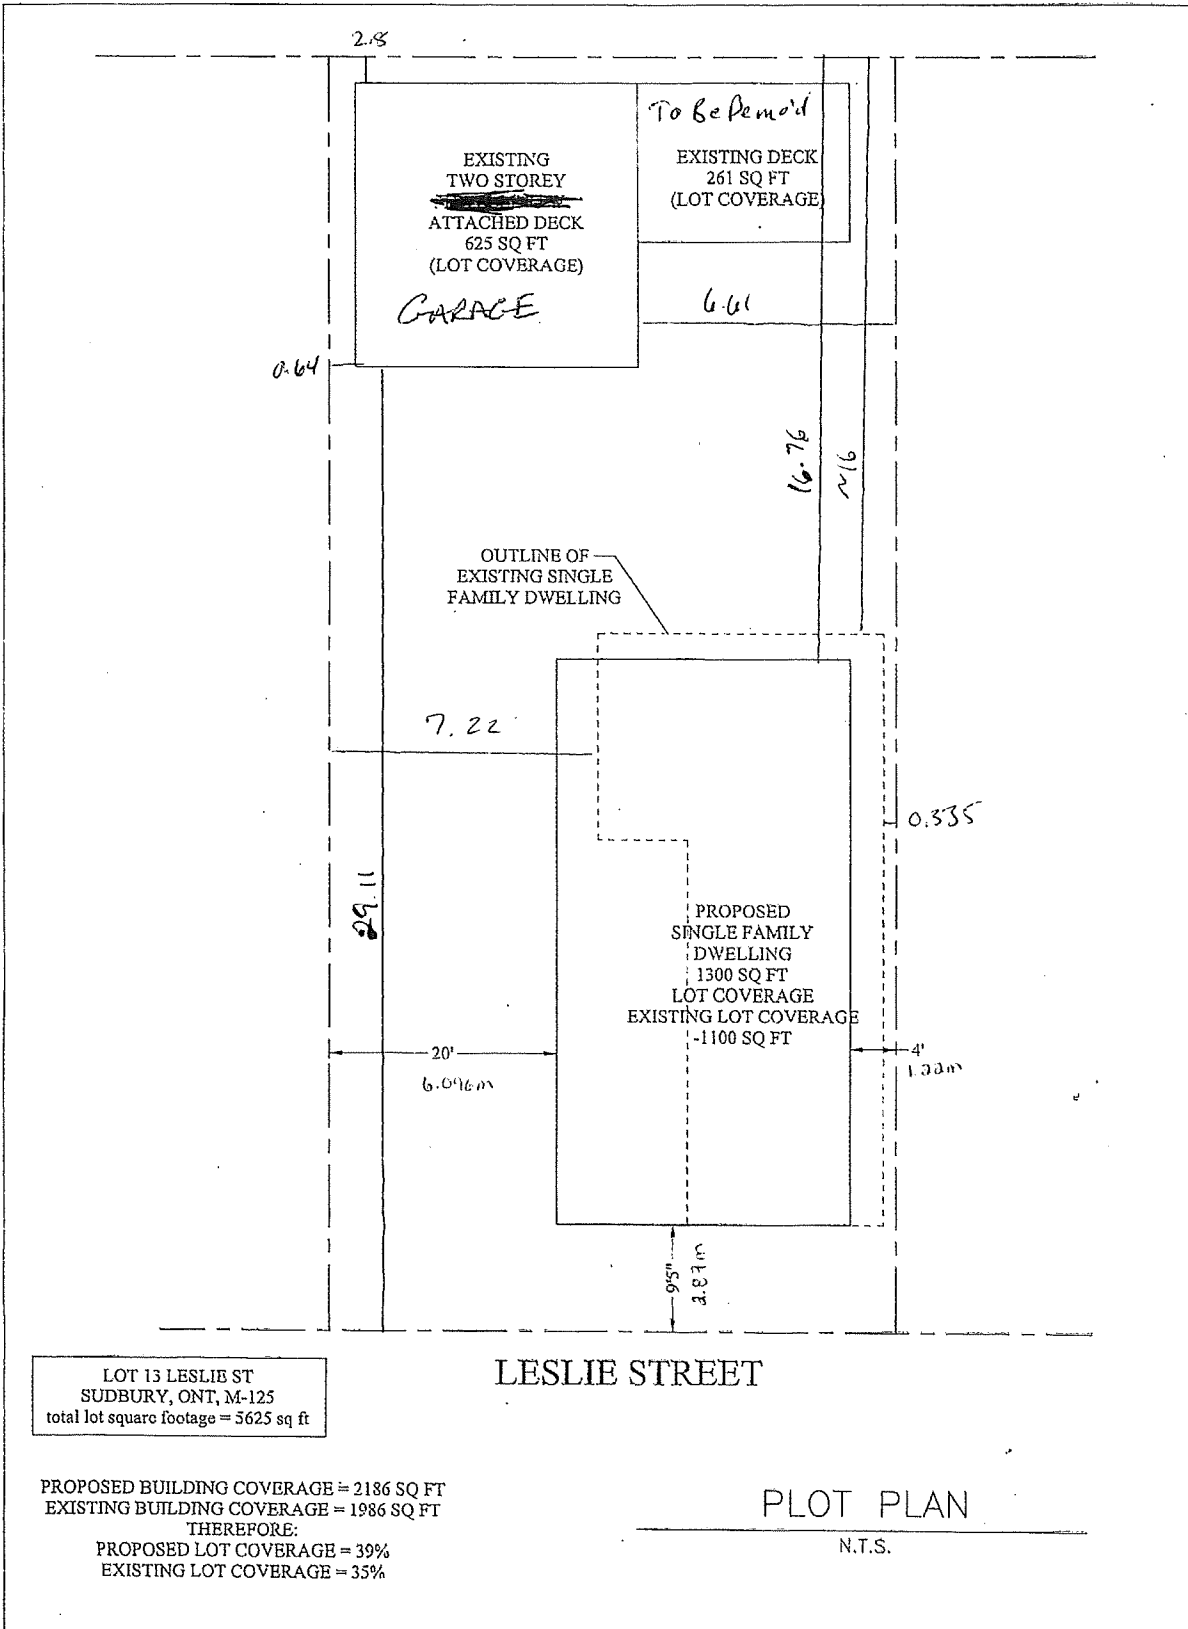 2.8
To Be Demo'd
EXISTING
TWO STOREY
ATTACHED DECK
625 SQ FT
(LOT COVERAGE)
GARAGE
EXISTING DECK
261 SQ FT
(LOT COVERAGE)
6.61
0.64
16.76
~16
OUTLINE OF
EXISTING SINGLE
FAMILY DWELLING
7.22
0.335
29.11
PROPOSED
SINGLE FAMILY
DWELLING
1300 SQ FT
LOT COVERAGE
EXISTING LOT COVERAGE
-1100 SQ FT
20'
6.096m
4'
1.22m
9'5"
2.87m
LESLIE STREET
LOT 13 LESLIE ST
SUDBURY, ONT, M-125
total lot square footage = 5625 sq ft
PROPOSED BUILDING COVERAGE = 2186 SQ FT
EXISTING BUILDING COVERAGE = 1986 SQ FT
THEREFORE:
PROPOSED LOT COVERAGE = 39%
EXISTING LOT COVERAGE = 35%
PLOT PLAN
N.T.S.